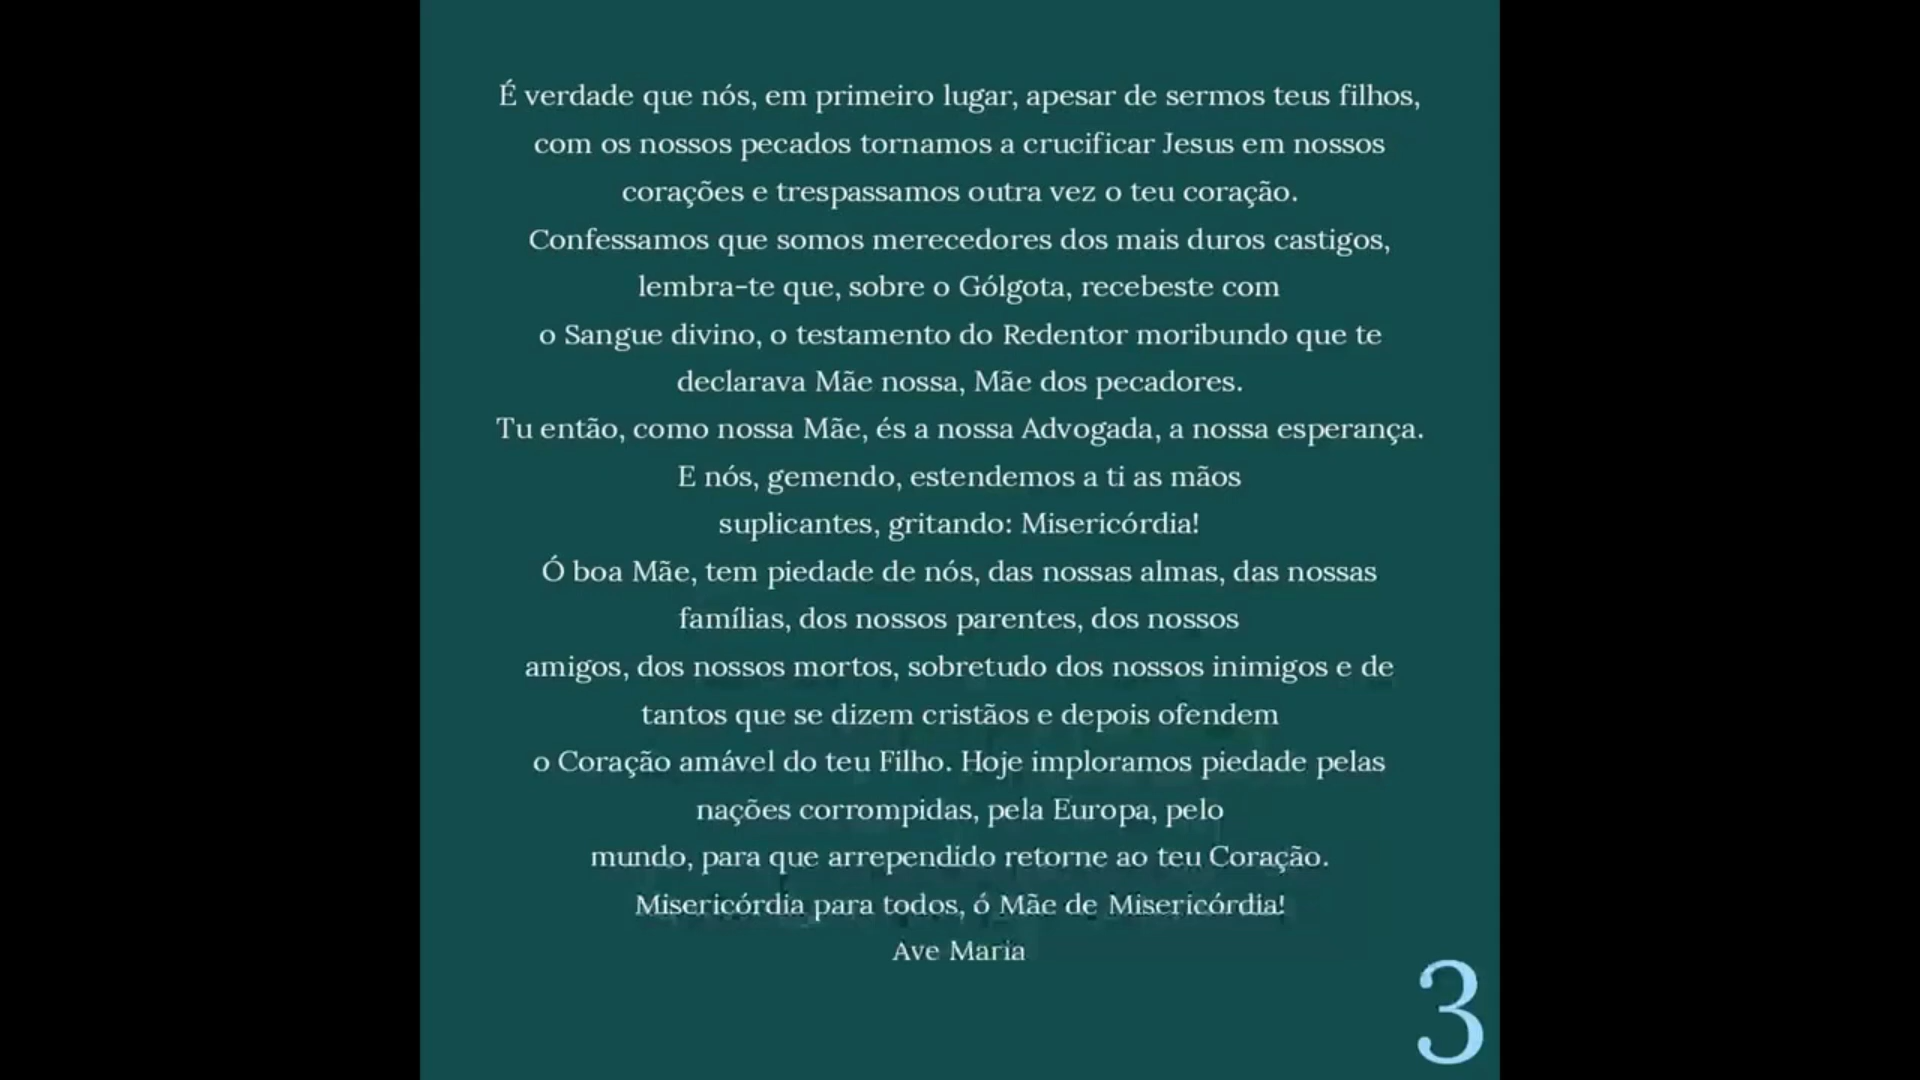 É verdade que nós, em primeiro lugar, apesar de sermos teus filhos,
com os nossos pecados tornamos a crucificar Jesus em nossos
corações e trespassamos outra vez o teu coração.
Confessamos que somos merecedores dos mais duros castigos,
lembra-te que, sobre o Gólgota, recebeste com
o Sangue divino, o testamento do Redentor moribundo que te
declarava Mãe nossa, Mãe dos pecadores.
Tu então, como nossa Mãe, és a nossa Advogada, a nossa esperança.
E nós, gemendo, estendemos a ti as mãos
suplicantes, gritando: Misericórdia!
Ó boa Mãe, tem piedade de nós, das nossas almas, das nossas
famílias, dos nossos parentes, dos nossos
amigos, dos nossos mortos, sobretudo dos nossos inimigos e de
tantos que se dizem cristãos e depois ofendem
o Coração amável do teu Filho. Hoje imploramos piedade pelas
nações corrompidas, pela Europa, pelo
mundo, para que arrependido retorne ao teu Coração.
Misericórdia para todos, ó Mãe de Misericórdia!
Ave Maria
3